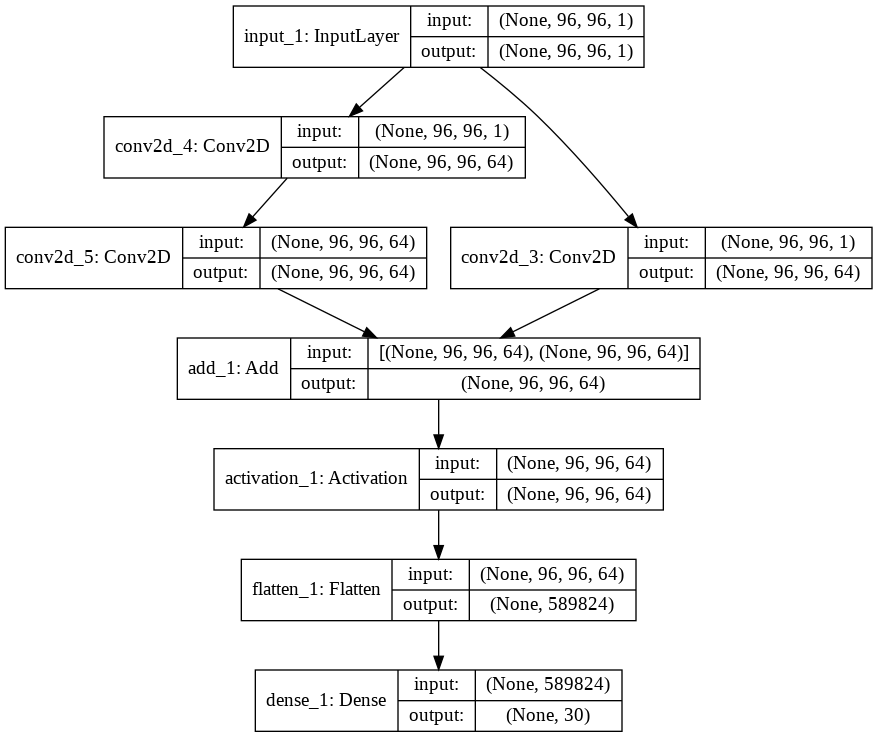 input_1: InputLayer
input: (None, 96, 96, 1)
output: (None, 96, 96, 1)
conv2d_4: Conv2D
input: (None, 96, 96, 1)
output: (None, 96, 96, 64)
conv2d_5: Conv2D
input: (None, 96, 96, 64)
output: (None, 96, 96, 64)
conv2d_3: Conv2D
input: (None, 96, 96, 1)
output: (None, 96, 96, 64)
add_1: Add
input: [(None, 96, 96, 64), (None, 96, 96, 64)]
output: (None, 96, 96, 64)
activation_1: Activation
input: (None, 96, 96, 64)
output: (None, 96, 96, 64)
flatten_1: Flatten
input: (None, 96, 96, 64)
output: (None, 589824)
dense_1: Dense
input: (None, 589824)
output: (None, 30)